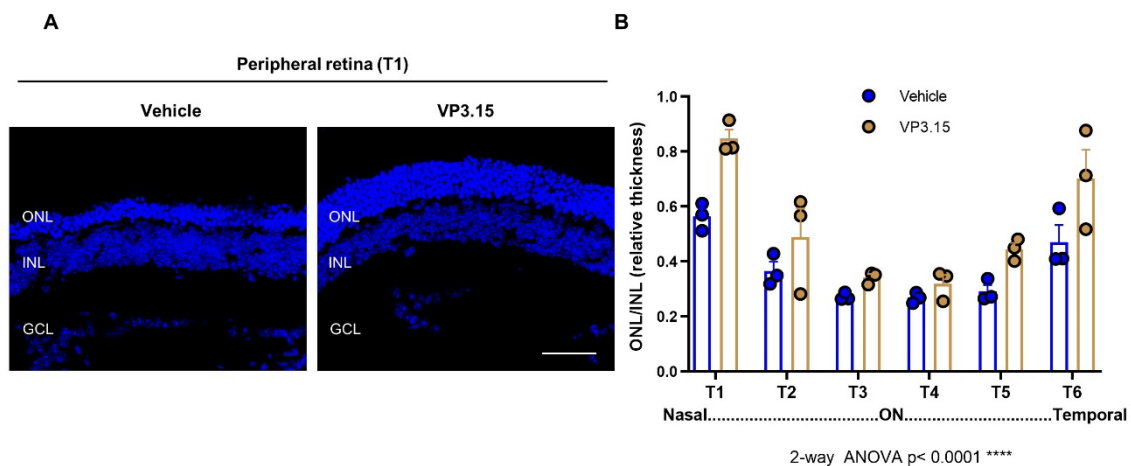 A
Peripheral retina (T1)
Vehicle VP3.15
ONL
INL
GCL
ONL
INL
GCL
B
Vehicle
VP3.15
ONL/INL (relative thickness)
1.0
0.8
0.6
0.4
0.2
0.0
T1 T2 T3 T4 T5 T6
Nasal..................................ON..................................Temporal
2-way ANOVA p< 0.0001 ****